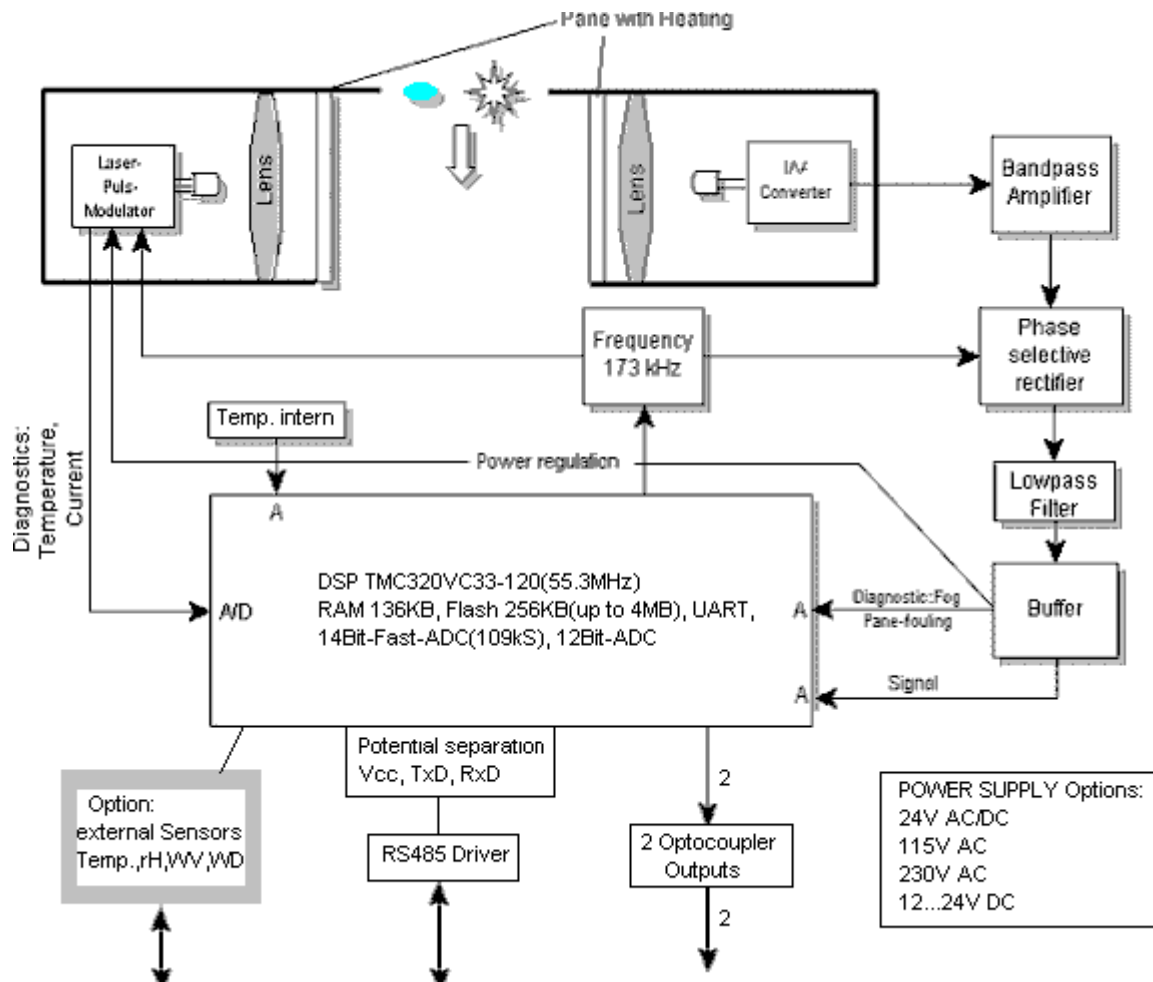 Pane with Heating
Laser-
Puls-
Modulator
Lens
Lens
Converter
Bandpass
Amplifier
Frequency
173 kHz
Phase
selective
rectifier
Temp. intern
Diagnostics:
Temperature,
Current
Power regulation
Lowpass
Filter
A
DSP TMC320VC33-120(55.3MHz)
RAM 136KB, Flash 256KB(up to 4MB), UART,
14Bit-Fast-ADC(109kS), 12Bit-ADC
A/D
A
Diagnostic::Fog
Pane-fouling
Buffer
A
Signal
Potential separation
Vcc, TxD, RxD
2
Option:
external Sensors
Temp.,rH,WV,WD
RS485 Driver
2 Optocoupler
Outputs
2
POWER SUPPLY Options:
24V AC/DC
115V AC
230V AC
12...24V DC